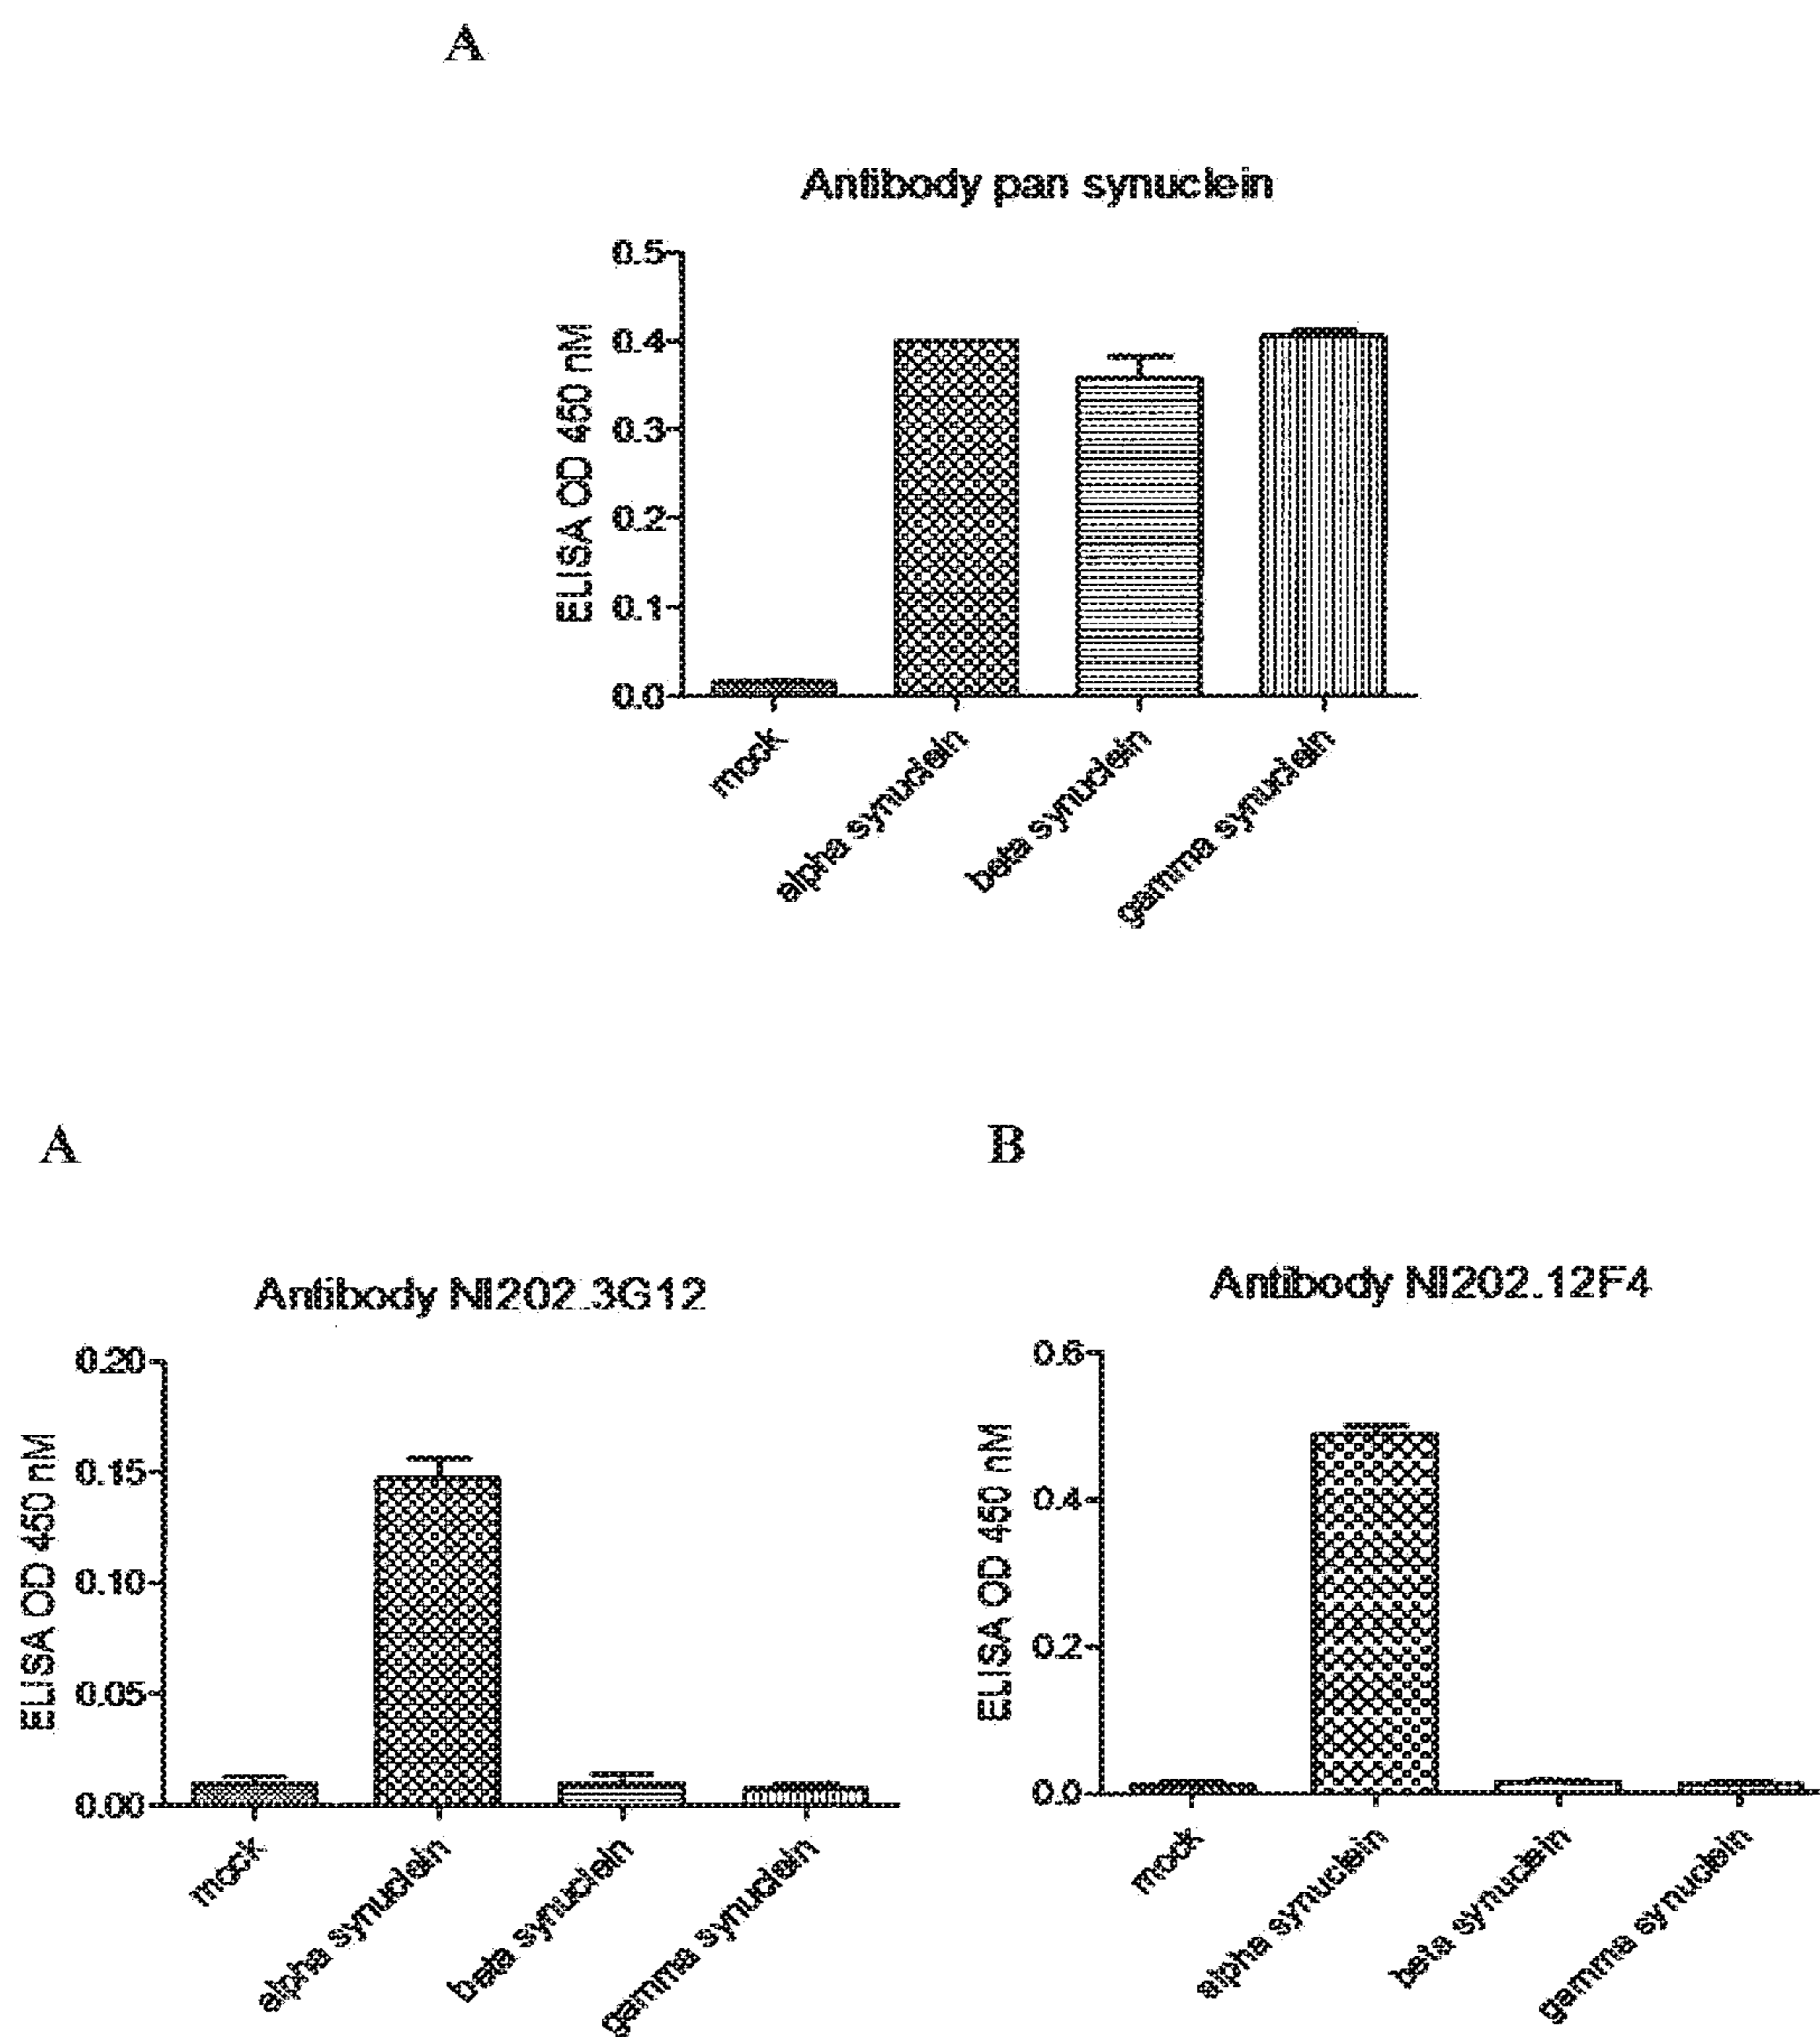 A
Antibody pan synuclein
ELISA OD 450 nM
0.5
0.4
0.3
0.2
0.1
0.0
mock
alpha synuclein
beta synuclein
gamma synuclein
A
Antibody NI202.3G12
ELISA OD 450 nM
0.20
0.15
0.10
0.05
0.00
mock
alpha synuclein
beta synuclein
gamma synuclein
B
Antibody NI202.12F4
ELISA OD 450 nM
0.6
0.4
0.2
0.0
mock
alpha synuclein
beta synuclein
gamma synuclein